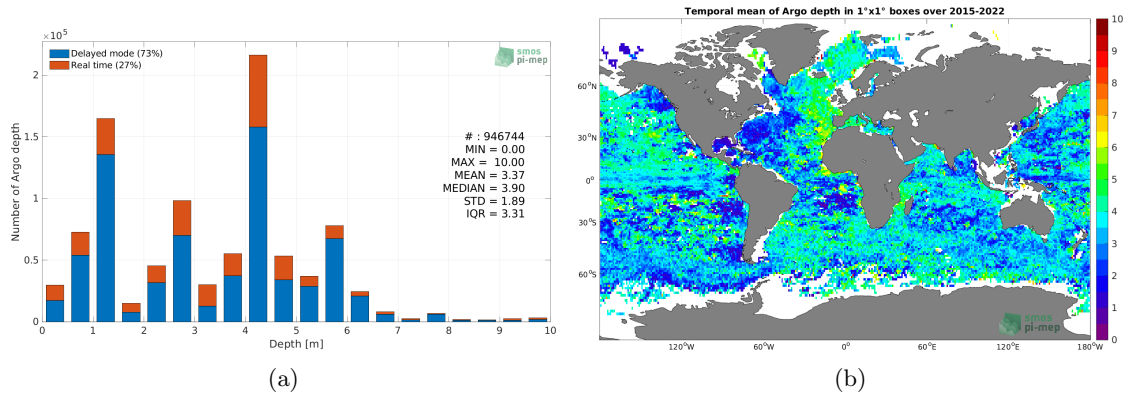 ×10⁵
Delayed mode (73%)
Real time (27%)
smos
pi-mep
# : 946744
MIN = 0.00
MAX = 10.00
MEAN = 3.37
MEDIAN = 3.90
STD = 1.89
IQR = 3.31
Number of Argo depth
2
1.5
1
0.5
0
0 1 2 3 4 5 6 7 8 9 10
Depth [m]
(a)
Temporal mean of Argo depth in 1°x1° boxes over 2015-2022
60°N
30°N
0°
30°S
60°S
120°W 60°W 0° 60°E 120°E 180°W
10
9
8
7
6
5
4
3
2
1
0
smos
pi-mep
(b)